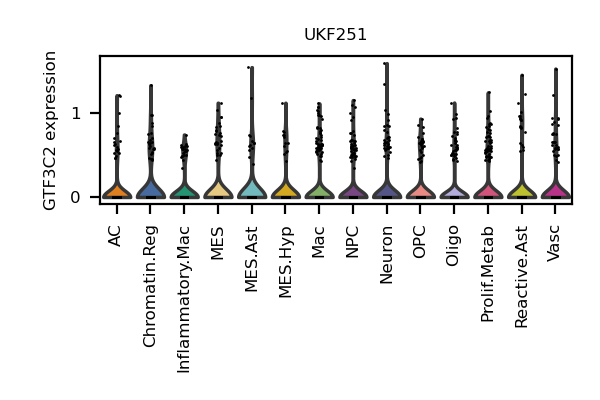 UKF251
GTF3C2 expression
1
0
AC
Chromatin.Reg
Inflammatory.Mac
MES
MES.Ast
MES.Hyp
Mac
NPC
Neuron
OPC
Oligo
Prolif.Metab
Reactive.Ast
Vasc